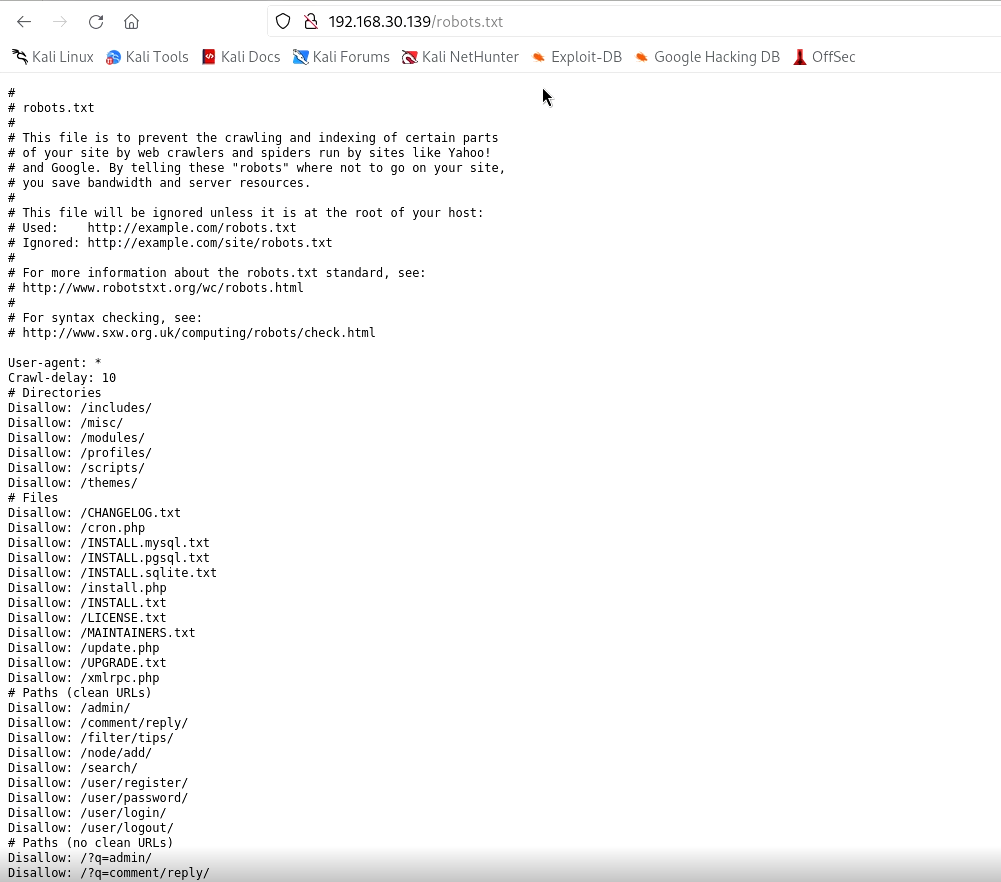 192.168.30.139/robots.txt
Kali Linux Kali Tools Kali Docs Kali Forums Kali NetHunter Exploit-DB Google Hacking DB OffSec
#
# robots.txt
#
# This file is to prevent the crawling and indexing of certain parts
# of your site by web crawlers and spiders run by sites like Yahoo!
# and Google. By telling these "robots" where not to go on your site,
# you save bandwidth and server resources.
#
# This file will be ignored unless it is at the root of your host:
# Used:    http://example.com/robots.txt
# Ignored: http://example.com/site/robots.txt
#
# For more information about the robots.txt standard, see:
# http://www.robotstxt.org/wc/robots.html
#
# For syntax checking, see:
# http://www.sxw.org.uk/computing/robots/check.html

User-agent: *
Crawl-delay: 10
# Directories
Disallow: /includes/
Disallow: /misc/
Disallow: /modules/
Disallow: /profiles/
Disallow: /scripts/
Disallow: /themes/
# Files
Disallow: /CHANGELOG.txt
Disallow: /cron.php
Disallow: /INSTALL.mysql.txt
Disallow: /INSTALL.pgsql.txt
Disallow: /INSTALL.sqlite.txt
Disallow: /install.php
Disallow: /INSTALL.txt
Disallow: /LICENSE.txt
Disallow: /MAINTAINERS.txt
Disallow: /update.php
Disallow: /UPGRADE.txt
Disallow: /xmlrpc.php
# Paths (clean URLs)
Disallow: /admin/
Disallow: /comment/reply/
Disallow: /filter/tips/
Disallow: /node/add/
Disallow: /search/
Disallow: /user/register/
Disallow: /user/password/
Disallow: /user/login/
Disallow: /user/logout/
# Paths (no clean URLs)
Disallow: /?q=admin/
Disallow: /?q=comment/reply/